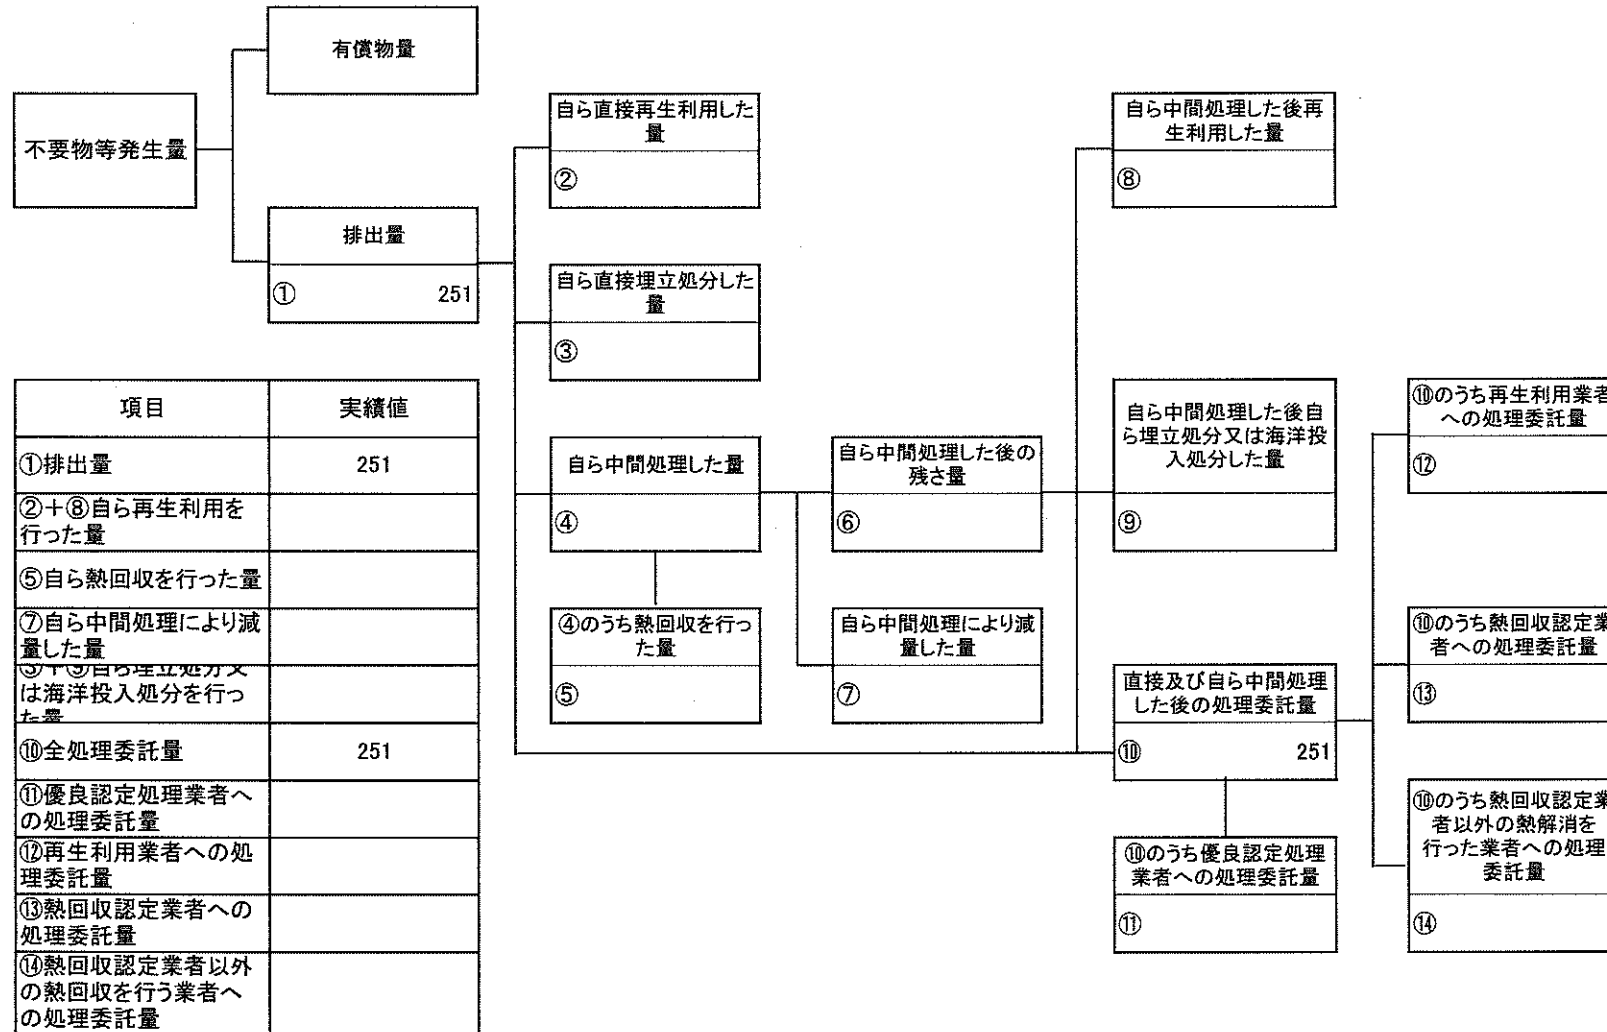 有償物量
不要物等発生量
排出量
① 251
自ら直接再生利用した
量
②
自ら直接埋立処分した
量
③
自ら中間処理した量
④
④のうち熱回収を行っ
た量
⑤
自ら中間処理した後の
残さ量
⑥
自ら中間処理により減
量した量
⑦
自ら中間処理した後再
生利用した量
⑧
自ら中間処理した後自
ら埋立処分又は海洋投
入処分した量
⑨
直接及び自ら中間処理
した後の処理委託量
⑩ 251
⑩のうち優良認定処理
業者への処理委託量
⑪
⑩のうち再生利用業者
への処理委託量
⑫
⑩のうち熱回収認定業
者への処理委託量
⑬
⑩のうち熱回収認定業
者以外の熱解消を
行った業者への処理
委託量
⑭
項目 実績値
①排出量 251
②+⑧自ら再生利用を
行った量
⑤自ら熱回収を行った量
⑦自ら中間処理により減
量した量
③+⑨自ら埋立処分又
は海洋投入処分を行っ
た量
⑩全処理委託量 251
⑪優良認定処理業者へ
の処理委託量
⑫再生利用業者への処
理委託量
⑬熱回収認定業者への
処理委託量
⑭熱回収認定業者以外
の熱回収を行う業者へ
の処理委託量